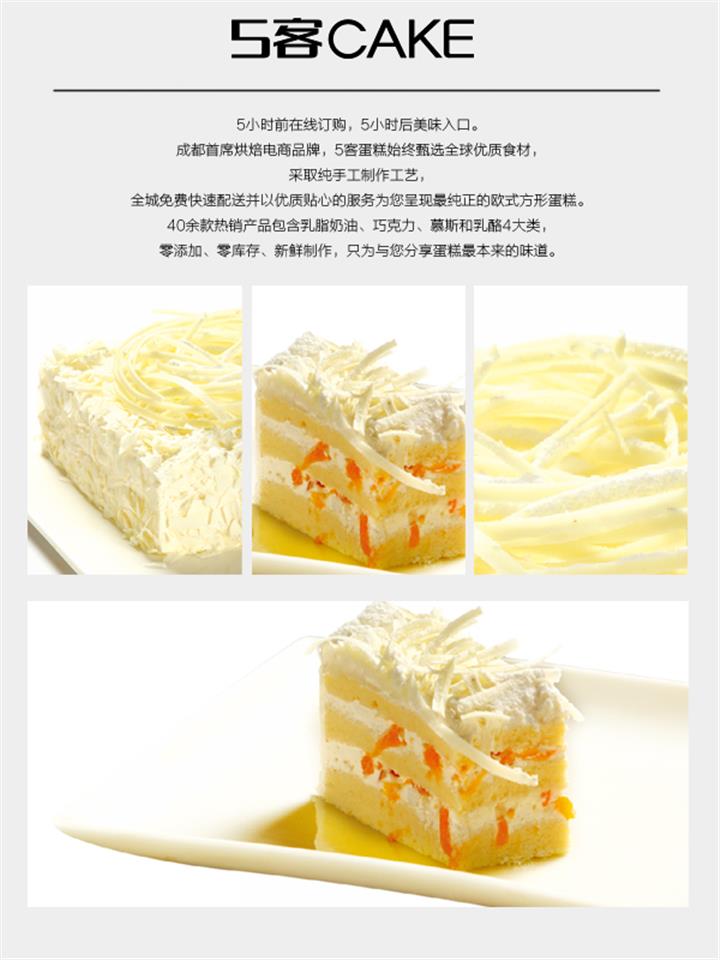 5客CAKE
5小时前在线订购，5小时后美味入口。
成都首席烘焙电商品牌，5客蛋糕始终甄选全球优质食材，
采取纯手工制作工艺，
全城免费快速配送并以优质贴心的服务为您呈现最纯正的欧式方形蛋糕。
40余款热销产品包含乳脂奶油、巧克力、慕斯和乳酪4大类，
零添加、零库存、新鲜制作，只为与您分享蛋糕最本来的味道。